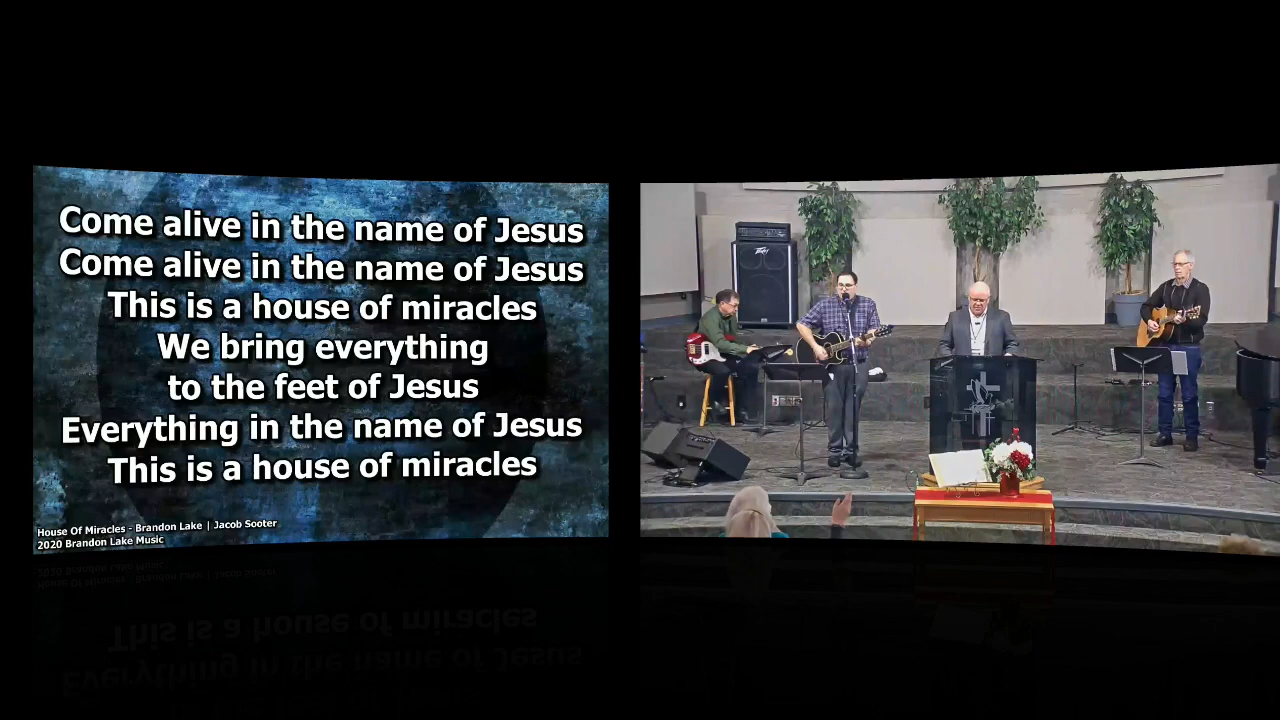 Come alive in the name of Jesus
Come alive in the name of Jesus
This is a house of miracles
We bring everything
to the feet of Jesus
Everything in the name of Jesus
This is a house of miracles
House Of Miracles - Brandon Lake | Jacob Sooter
2020 Brandon Lake Music
PEAVEY